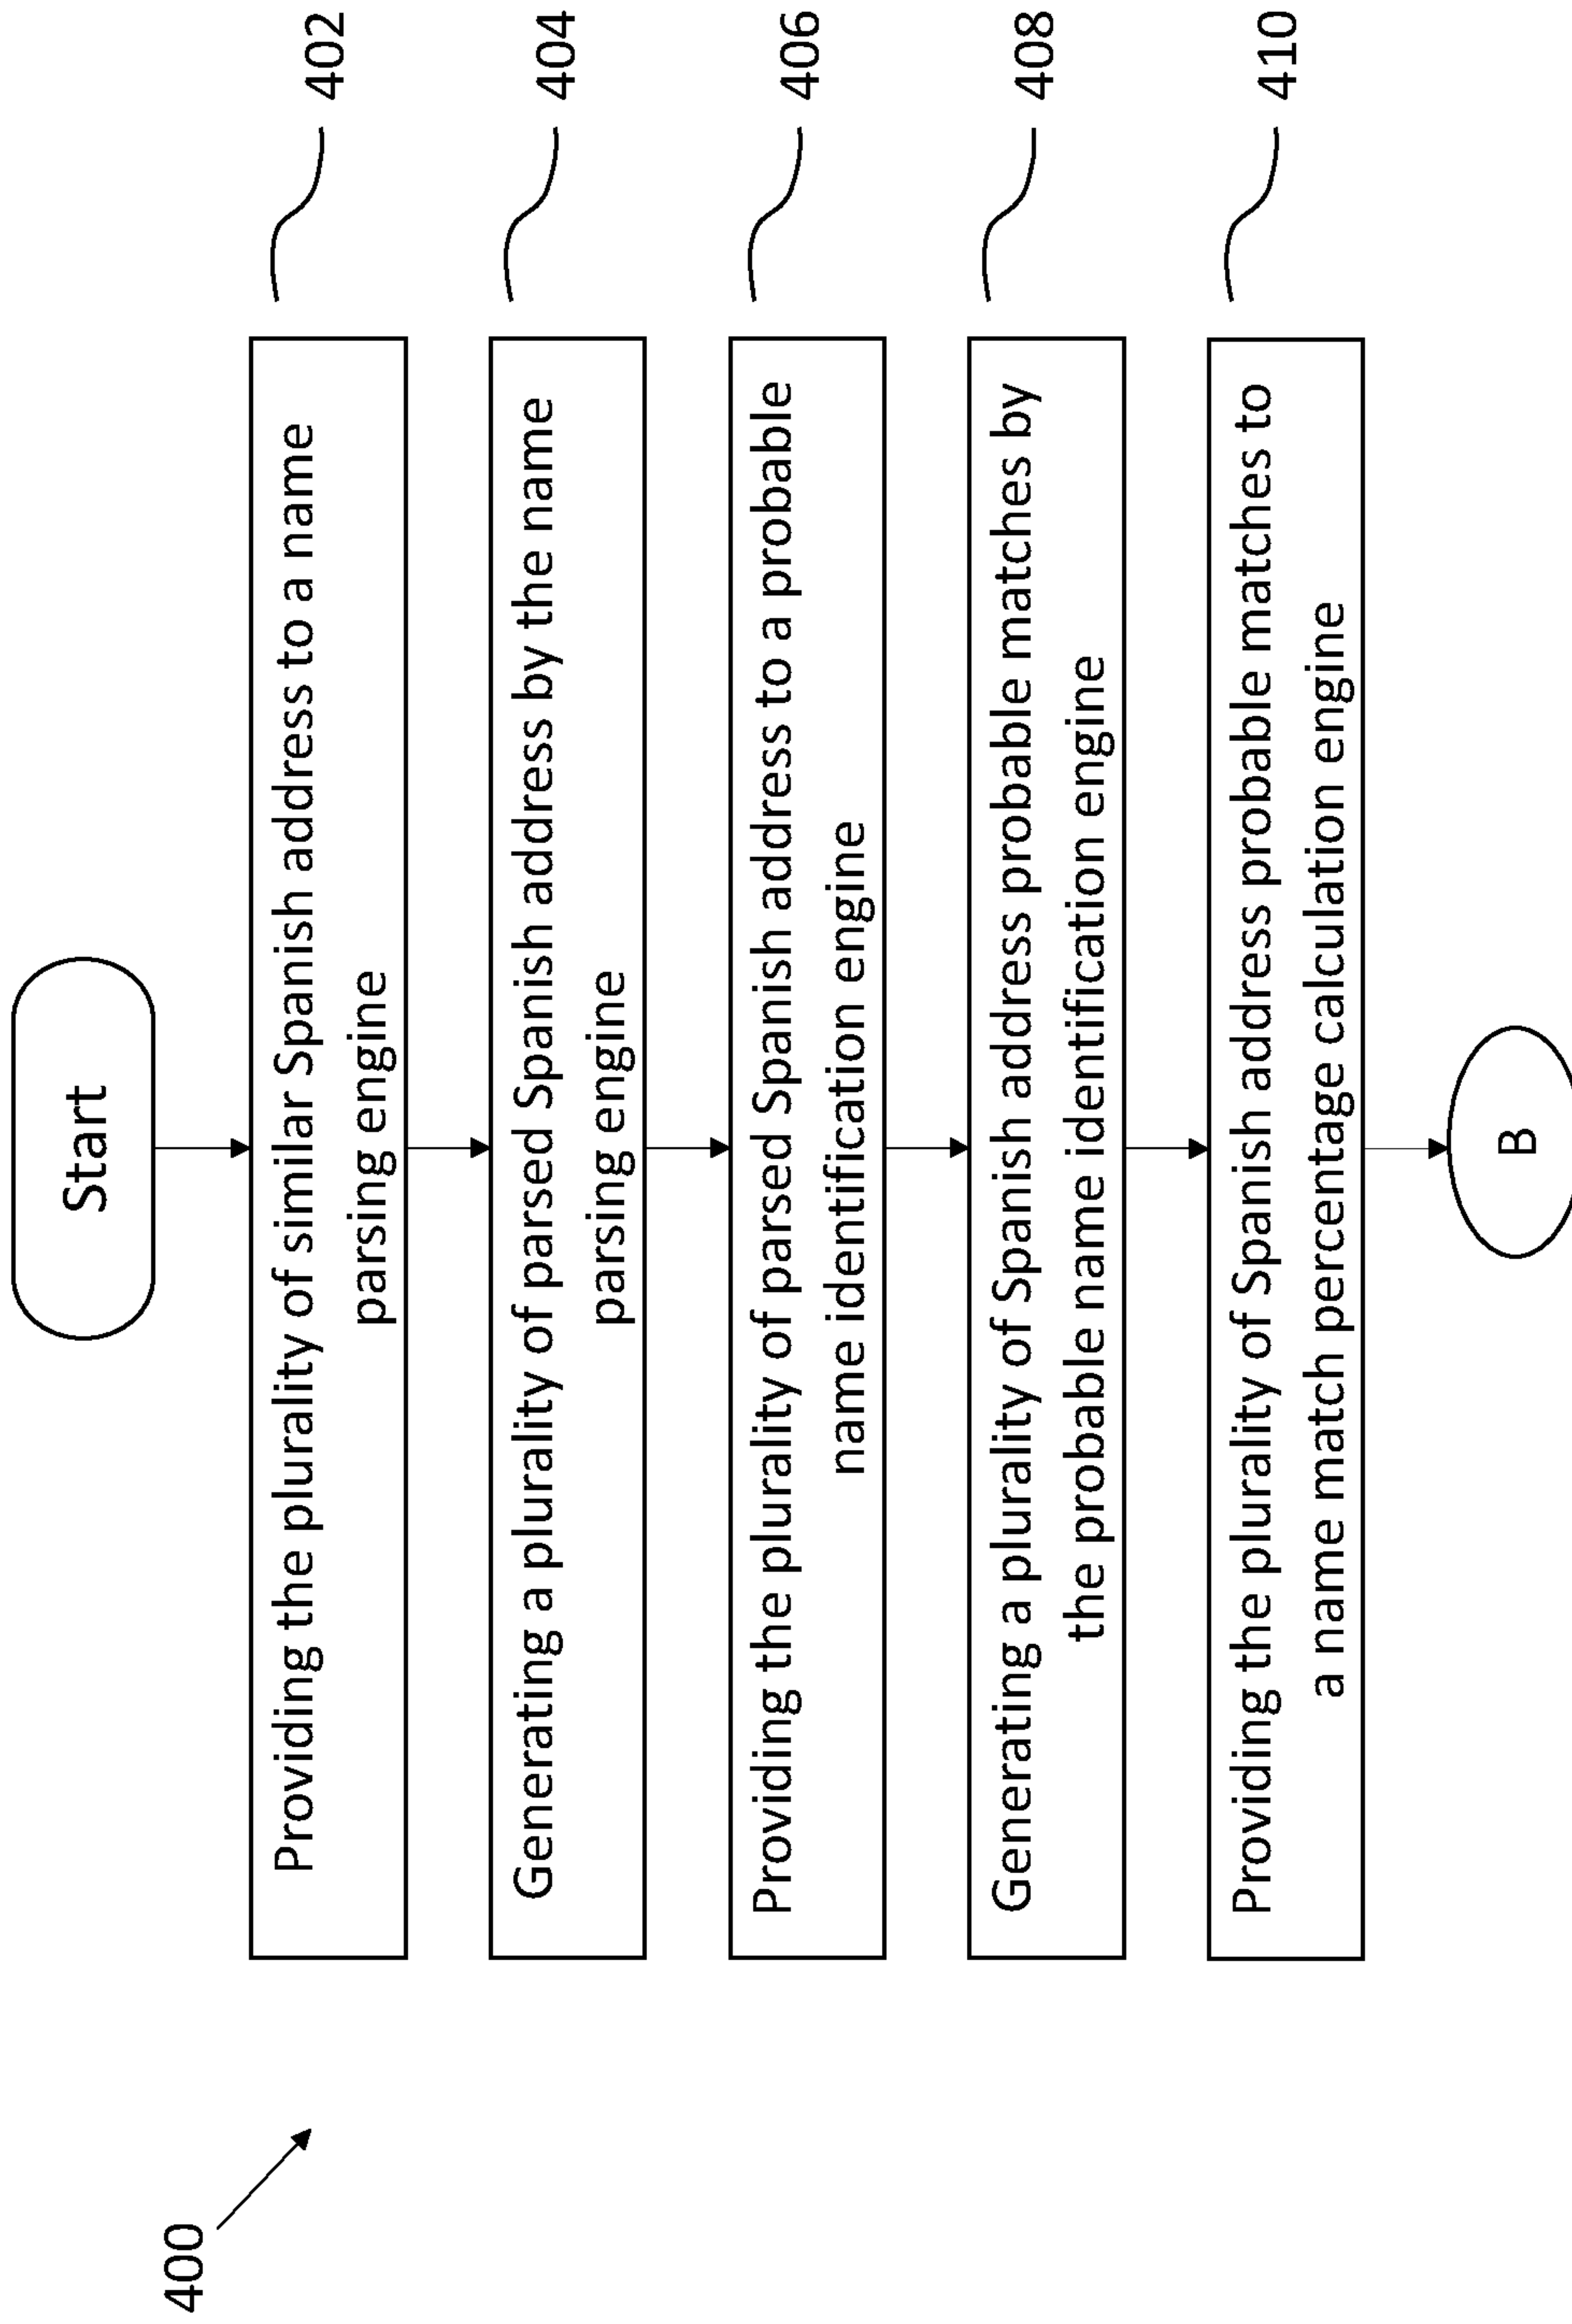 400
Start
Providing the plurality of similar Spanish address to a name
parsing engine
402
Generating a plurality of parsed Spanish address by the name
parsing engine
404
Providing the plurality of parsed Spanish address to a probable
name identification engine
406
Generating a plurality of Spanish address probable matches by
the probable name identification engine
408
Providing the plurality of Spanish address probable matches to
a name match percentage calculation engine
410
B